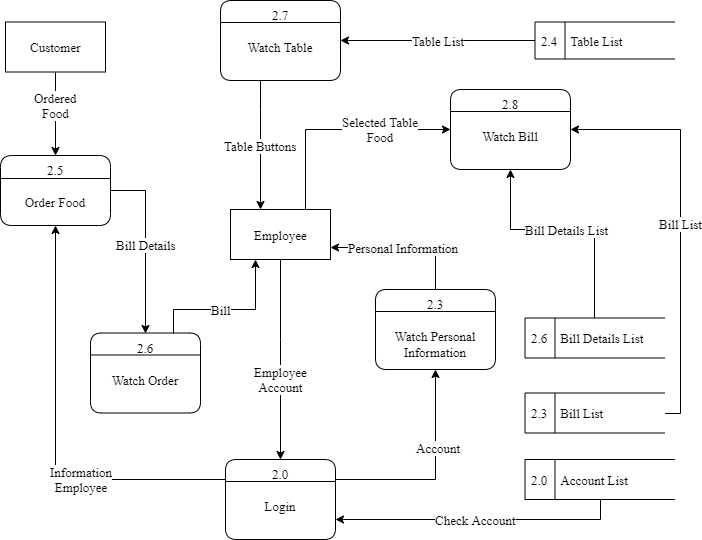 2.7
Customer
Watch Table
Table List
2.4
Table List
Ordered
Food
2.8
Selected Table
Food
Watch Bill
Table Buttons
2.5
Order Food
Employee
Bill Details
Personal Information
Bill Details List
Bill List
2.3
Bill
Watch Personal
Information
2.6
Bill Details List
2.6
Watch Order
Employee
Account
2.3
Bill List
Account
Information
Employee
2.0
Login
2.0
Account List
Check Account